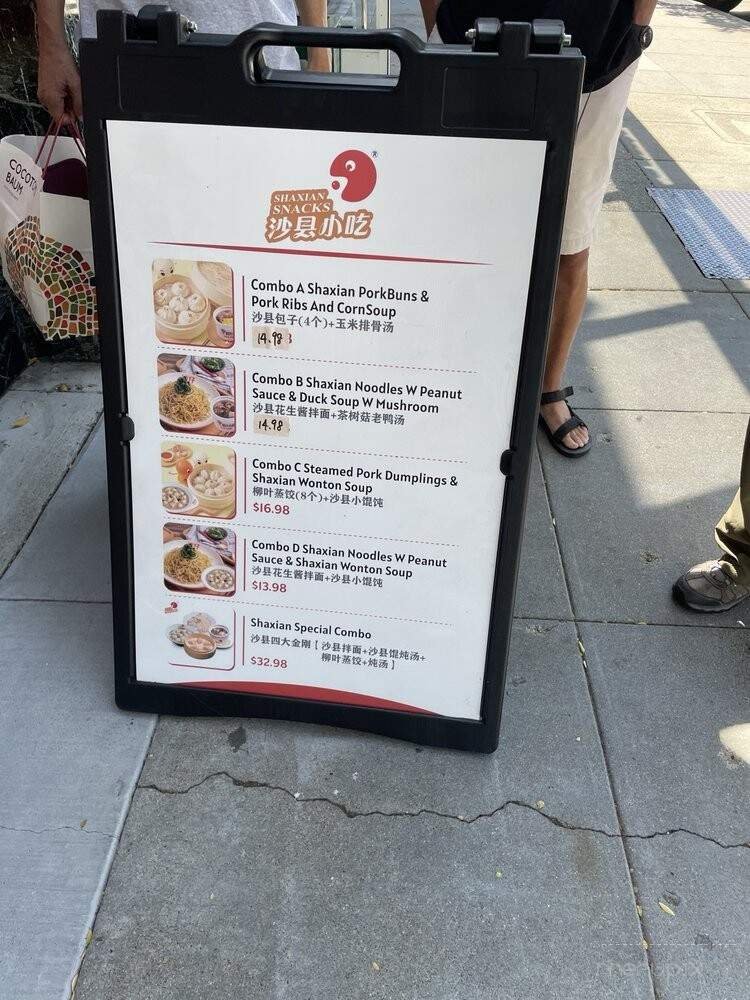 COCOTO
BAUM
SHAXIAN
SNACKS
®
沙县小吃
Combo A Shaxian PorkBuns &
Pork Ribs And CornSoup
沙县包子(4个)+玉米排骨汤
14.98
Combo B Shaxian Noodles W Peanut
Sauce & Duck Soup W Mushroom
沙县花生酱拌面+茶树菇老鸭汤
14.98
Combo C Steamed Pork Dumplings &
Shaxian Wonton Soup
柳叶蒸饺(8个)+沙县小馄饨
$16.98
Combo D Shaxian Noodles W Peanut
Sauce & Shaxian Wonton Soup
沙县花生酱拌面+沙县小馄饨
$13.98
Shaxian Special Combo
沙县四大金刚【沙县拌面+沙县馄炖汤+
柳叶蒸饺+炖汤】
$32.98
menupix